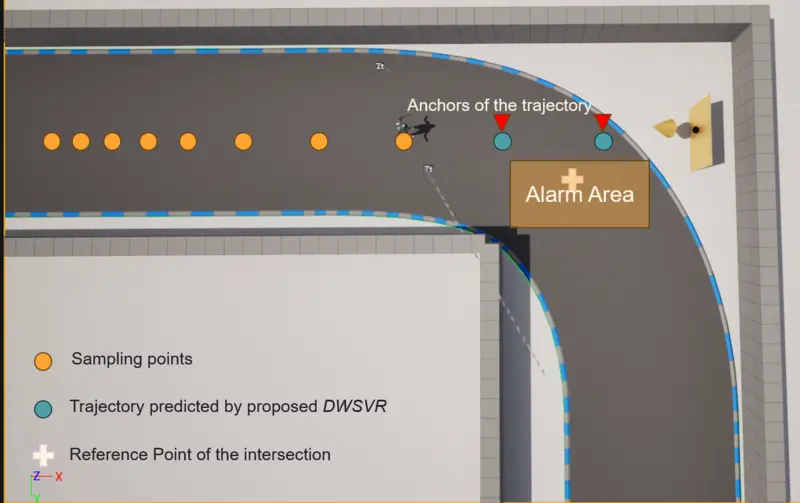 Anchors of the trajectory
Alarm Area
Sampling points
Trajectory predicted by proposed DWSVR
Reference Point of the intersection
Z X
Y